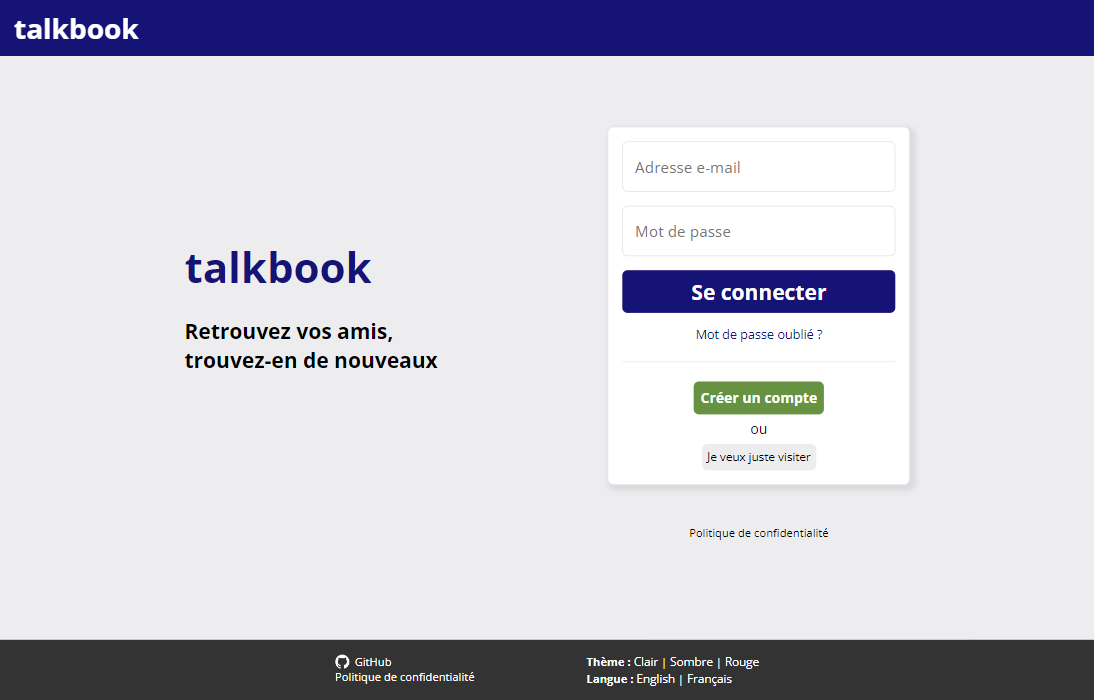 talkbook
talkbook
Retrouvez vos amis,
trouvez-en de nouveaux
Adresse e-mail
Mot de passe
Se connecter
Mot de passe oublié ?
Créer un compte
ou
Je veux juste visiter
Politique de confidentialité
GitHub
Politique de confidentialité
Thème : Clair | Sombre | Rouge
Langue : English | Français